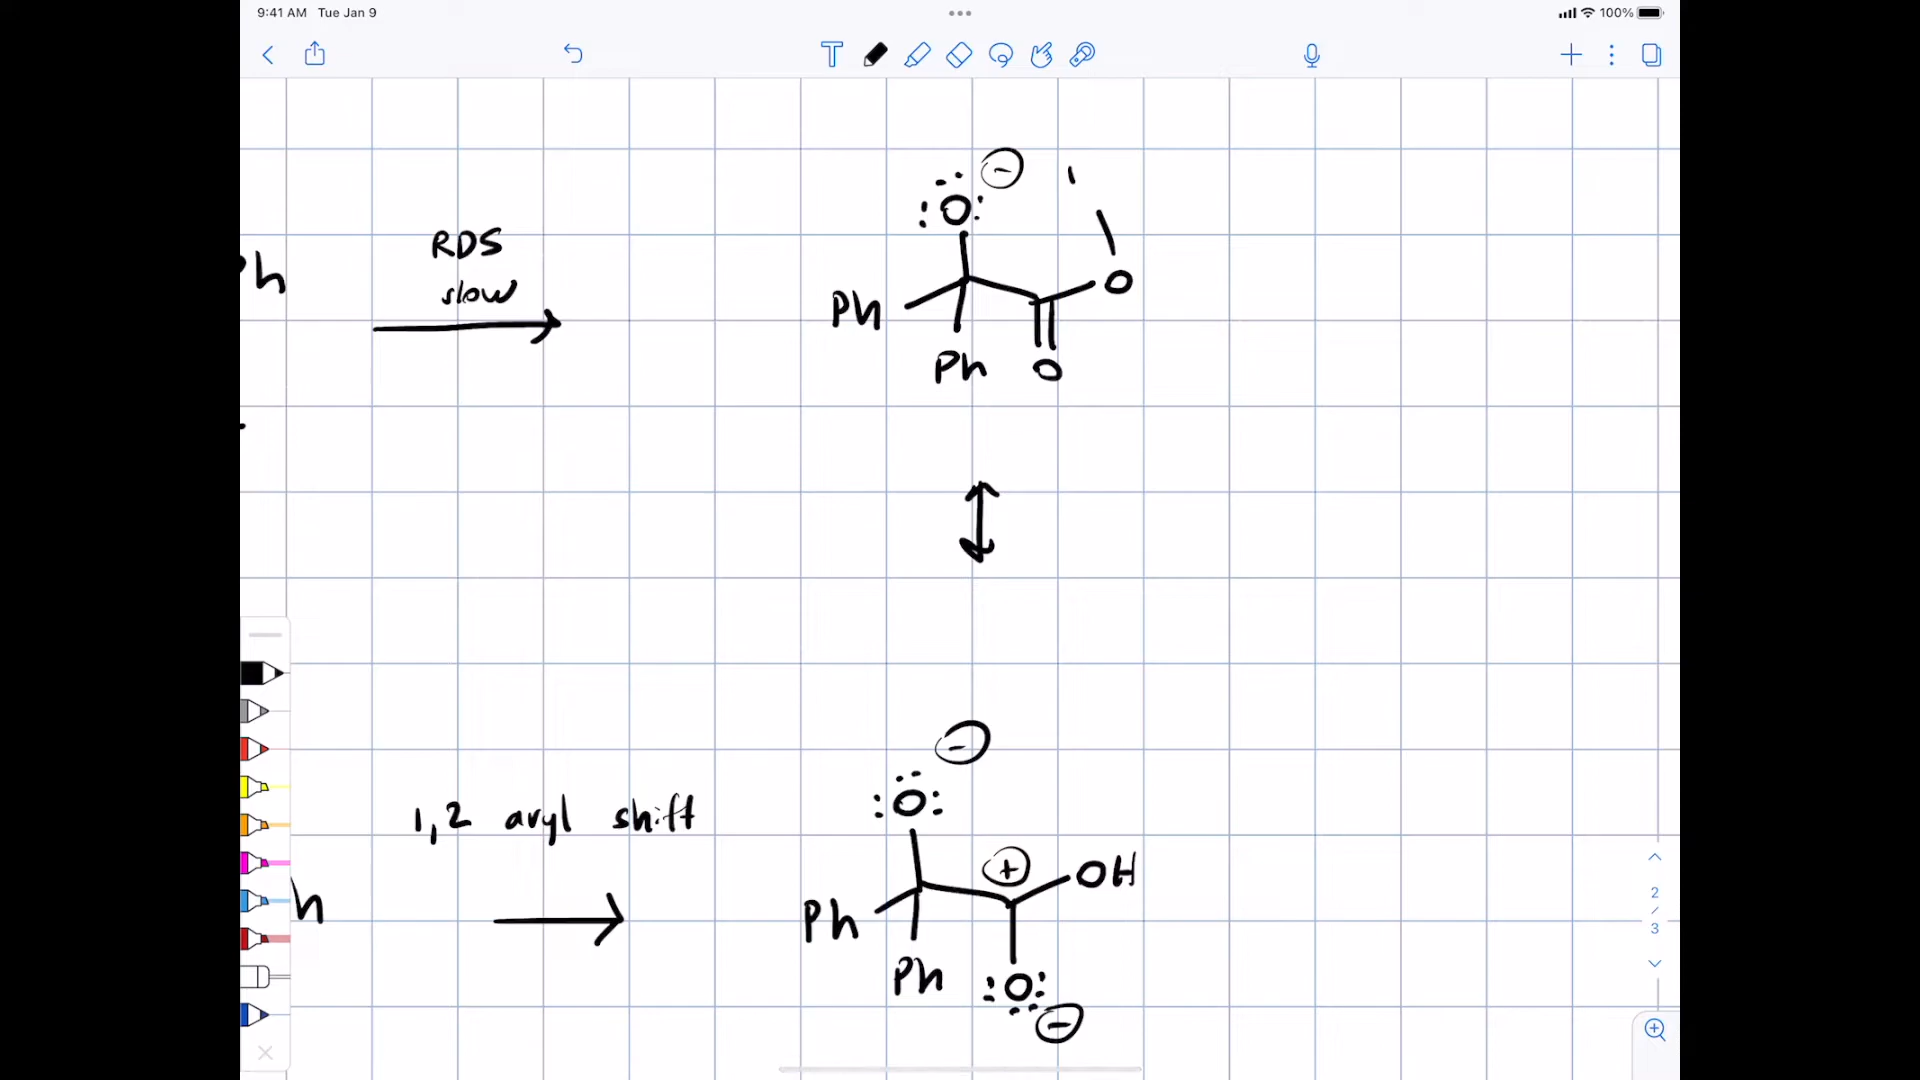 9:41 AM Tue Jan 9
100%
T
:O: −
RDS
slow
O
Ph
Ph O
−
:O:
1,2 aryl shift
+ OH
Ph
Ph :O:
−
2
/
3